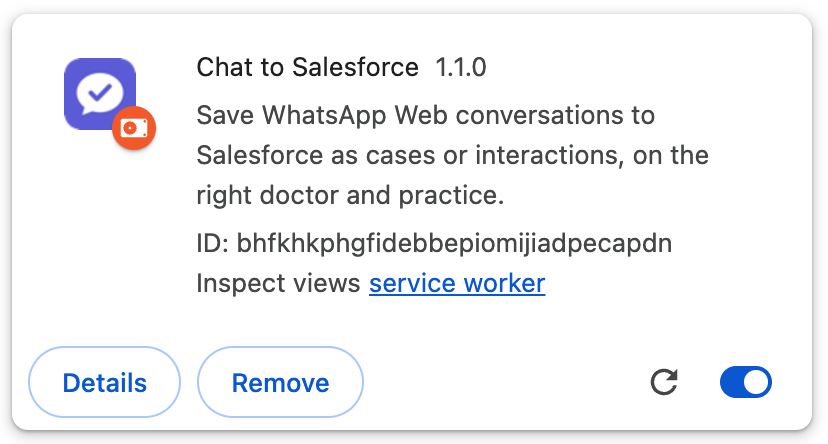 Chat to Salesforce 1.1.0
Save WhatsApp Web conversations to
Salesforce as cases or interactions, on the
right doctor and practice.
ID: bhfkhkphgfidebbepiomijiadpecapdn
Inspect views service worker
Details
Remove